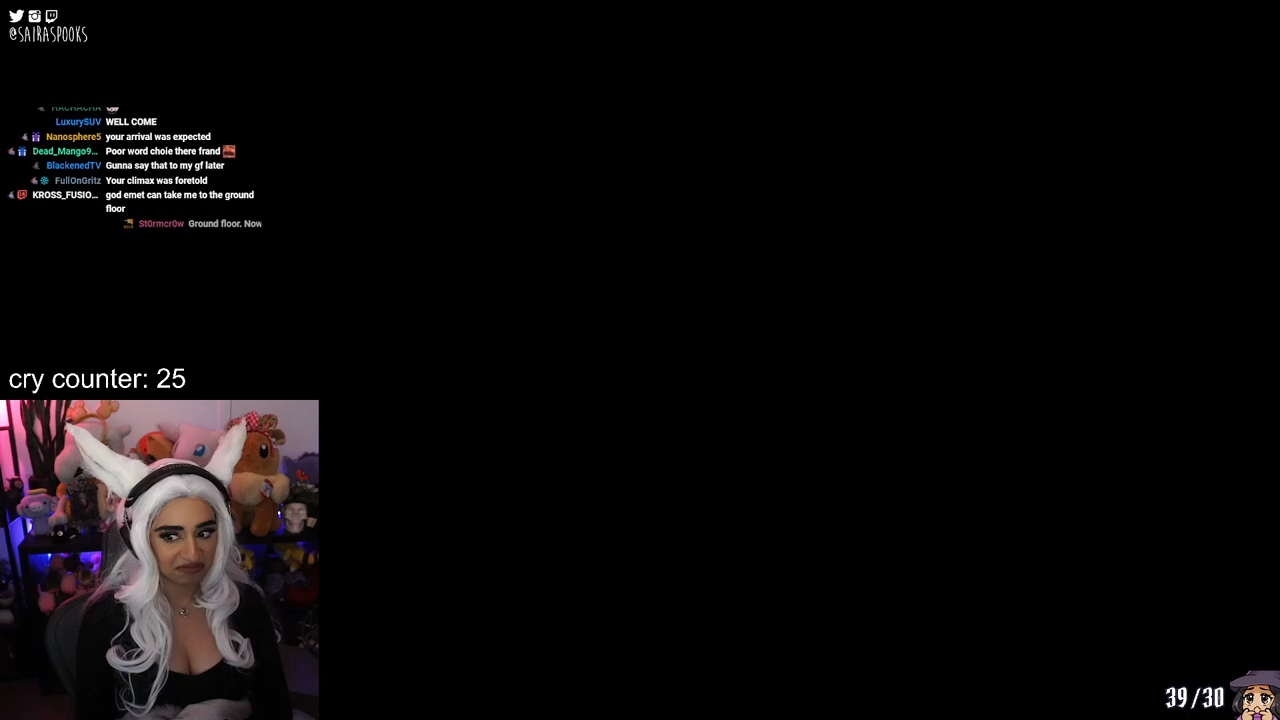 @SAIRASPOOKS
HACHACHA
LuxurySUV WELL COME
Nanosphere5 your arrival was expected
Dead_Mango9... Poor word choie there frand
BlackenedTV Gunna say that to my gf later
FullOnGritz Your climax was foretold
KROSS_FUSIO... god emet can take me to the ground
floor
St0rmcr0w Ground floor. Now
cry counter: 25
39/30